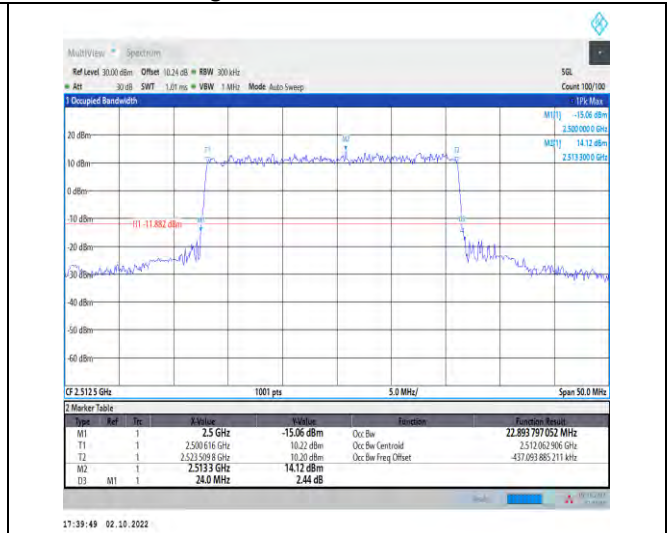 MultiView Spectrum
Ref Level 30.00 dBm Offset 10.24 dB RBW 300 kHz SGL
Att 30 dB SWT 1.01 ms VBW 1 MHz Mode Auto Sweep Count 100/100
1 Occupied Bandwidth 1Pk Max
M1[1] -15.06 dBm
2.500 000 0 GHz
20 dBm M2[1] 14.12 dBm
T1 M2 T2
10 dBm 2.513 300 0 GHz
0 dBm
-10 dBm
H1 -11.882 dBm M1 D3
-20 dBm
-30 dBm
-40 dBm
-50 dBm
-60 dBm
CF 2.512 5 GHz 1001 pts 5.0 MHz/ Span 50.0 MHz
2 Marker Table
Type Ref Trc X-Value Y-Value Function Function Result
M1 1 2.5 GHz -15.06 dBm Occ Bw 22.893 797 052 MHz
T1 1 2.500 616 GHz 10.22 dBm Occ Bw Centroid 2.512 062 906 GHz
T2 1 2.523 509 8 GHz 10.20 dBm Occ Bw Freq Offset -437.093 885 211 kHz
M2 1 2.513 3 GHz 14.12 dBm
D3 M1 1 24.0 MHz 2.44 dB
17:39:49 02.10.2022